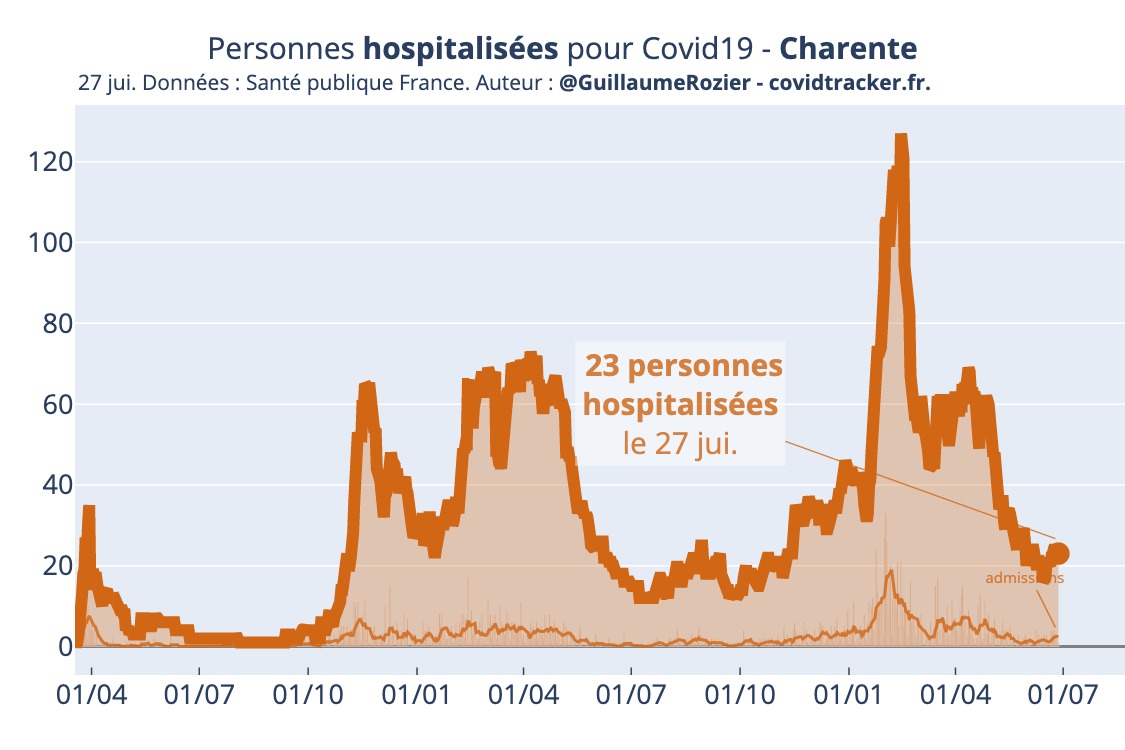 Personnes hospitalisées pour Covid19 - Charente
27 jui. Données : Santé publique France. Auteur : @GuillaumeRozier - covidtracker.fr.
120
100
80
60
40
20
0
23 personnes
hospitalisées
le 27 jui.
admissions
01/04 01/07 01/10 01/01 01/04 01/07 01/10 01/01 01/04 01/07